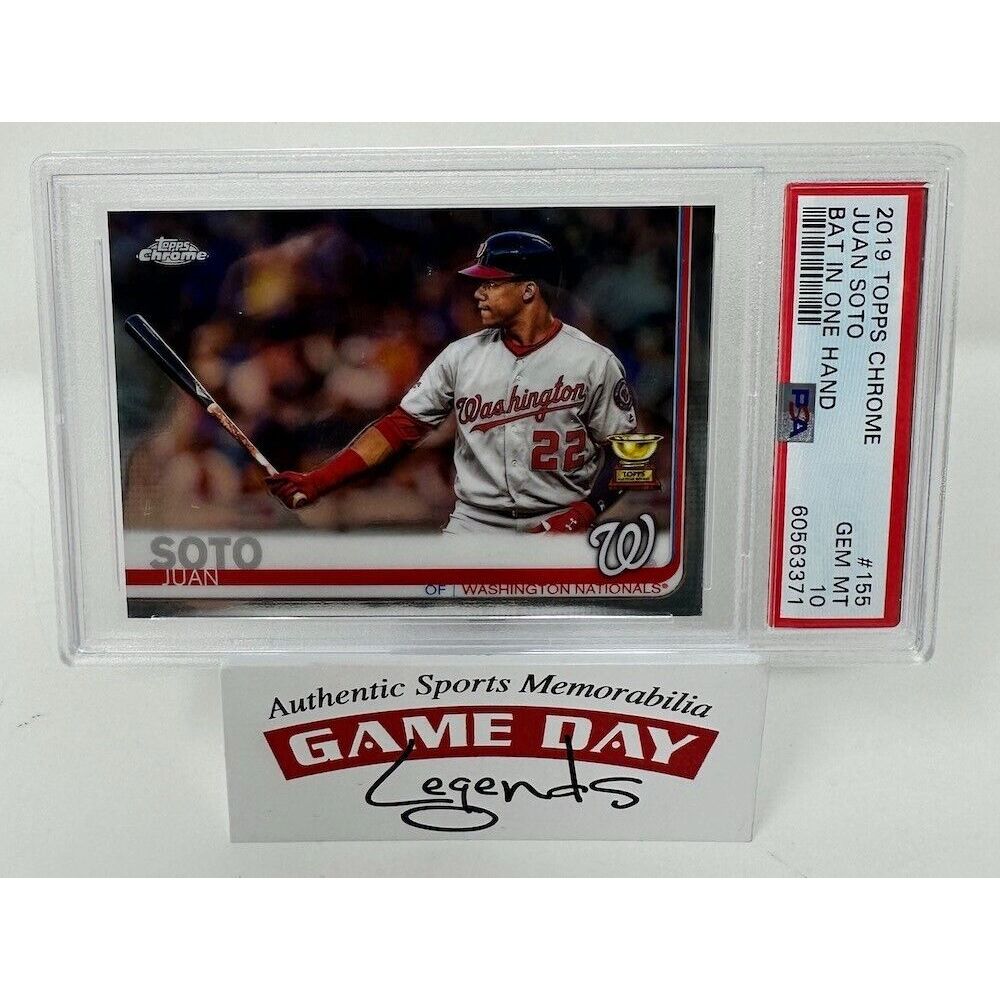 Topps
Chrome
Washington
22
TOPPS
W
SOTO
JUAN
OF | WASHINGTON NATIONALS®
2019 TOPPS CHROME
JUAN SOTO
BAT IN ONE HAND
#155
GEM MT
10
60563371
PSA
Authentic Sports Memorabilia
GAME DAY
Legends